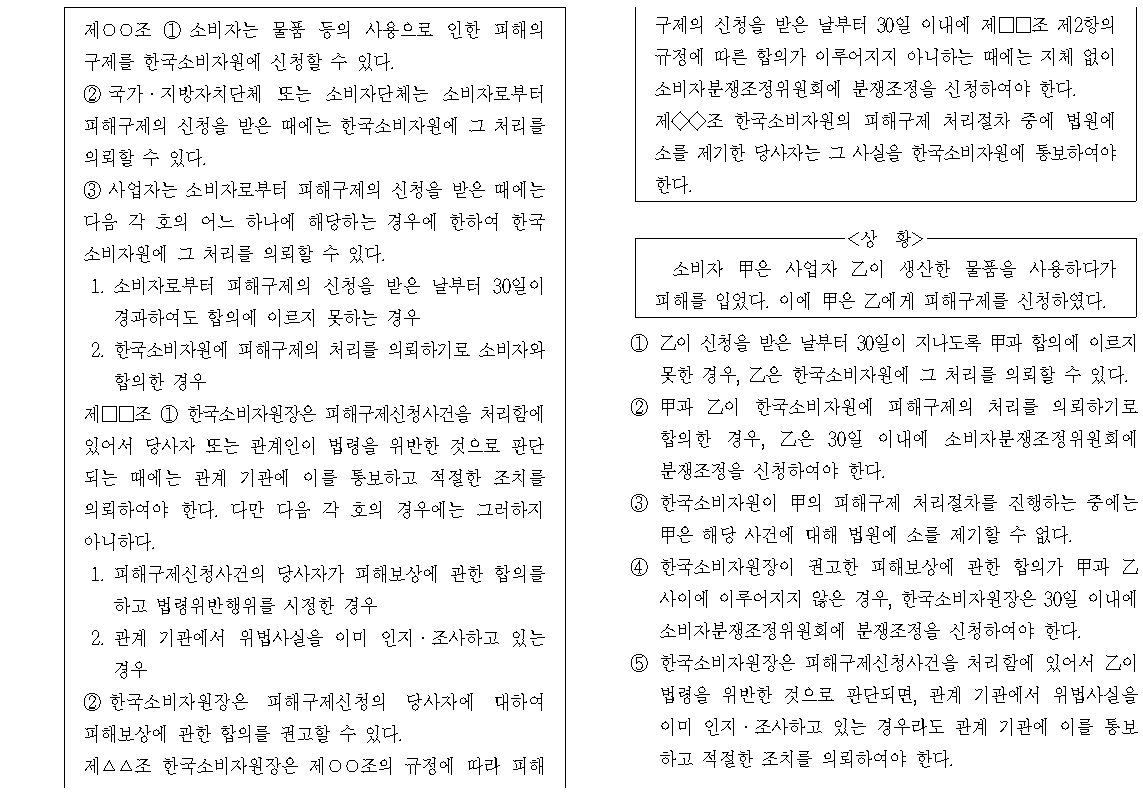 제○○조 ① 소비자는 물품 등의 사용으로 인한 피해의
구제를 한국소비자원에 신청할 수 있다.
② 국가·지방자치단체 또는 소비자단체는 소비자로부터
피해구제의 신청을 받은 때에는 한국소비자원에 그 처리를
의뢰할 수 있다.
③ 사업자는 소비자로부터 피해구제의 신청을 받은 때에는
다음 각 호의 어느 하나에 해당하는 경우에 한하여 한국
소비자원에 그 처리를 의뢰할 수 있다.
1. 소비자로부터 피해구제의 신청을 받은 날부터 30일이
경과하여도 합의에 이르지 못하는 경우
2. 한국소비자원에 피해구제의 처리를 의뢰하기로 소비자와
합의한 경우
제□□조 ① 한국소비자원장은 피해구제신청사건을 처리함에
있어서 당사자 또는 관계인이 법령을 위반한 것으로 판단
되는 때에는 관계 기관에 이를 통보하고 적절한 조치를
의뢰하여야 한다. 다만 다음 각 호의 경우에는 그러하지
아니하다.
1. 피해구제신청사건의 당사자가 피해보상에 관한 합의를
하고 법령위반행위를 시정한 경우
2. 관계 기관에서 위법사실을 이미 인지·조사하고 있는
경우
② 한국소비자원장은 피해구제신청의 당사자에 대하여
피해보상에 관한 합의를 권고할 수 있다.
제△△조 한국소비자원장은 제○○조의 규정에 따라 피해
구제의 신청을 받은 날부터 30일 이내에 제□□조 제2항의
규정에 따른 합의가 이루어지지 아니하는 때에는 지체 없이
소비자분쟁조정위원회에 분쟁조정을 신청하여야 한다.
제◇◇조 한국소비자원의 피해구제 처리절차 중에 법원에
소를 제기한 당사자는 그 사실을 한국소비자원에 통보하여야
한다.
<상 황>
소비자 甲은 사업자 乙이 생산한 물품을 사용하다가
피해를 입었다. 이에 甲은 乙에게 피해구제를 신청하였다.
① 乙이 신청을 받은 날부터 30일이 지나도록 甲과 합의에 이르지
못한 경우, 乙은 한국소비자원에 그 처리를 의뢰할 수 있다.
② 甲과 乙이 한국소비자원에 피해구제의 처리를 의뢰하기로
합의한 경우, 乙은 30일 이내에 소비자분쟁조정위원회에
분쟁조정을 신청하여야 한다.
③ 한국소비자원이 甲의 피해구제 처리절차를 진행하는 중에는
甲은 해당 사건에 대해 법원에 소를 제기할 수 없다.
④ 한국소비자원장이 권고한 피해보상에 관한 합의가 甲과 乙
사이에 이루어지지 않은 경우, 한국소비자원장은 30일 이내에
소비자분쟁조정위원회에 분쟁조정을 신청하여야 한다.
⑤ 한국소비자원장은 피해구제신청사건을 처리함에 있어서 乙이
법령을 위반한 것으로 판단되면, 관계 기관에서 위법사실을
이미 인지·조사하고 있는 경우라도 관계 기관에 이를 통보
하고 적절한 조치를 의뢰하여야 한다.